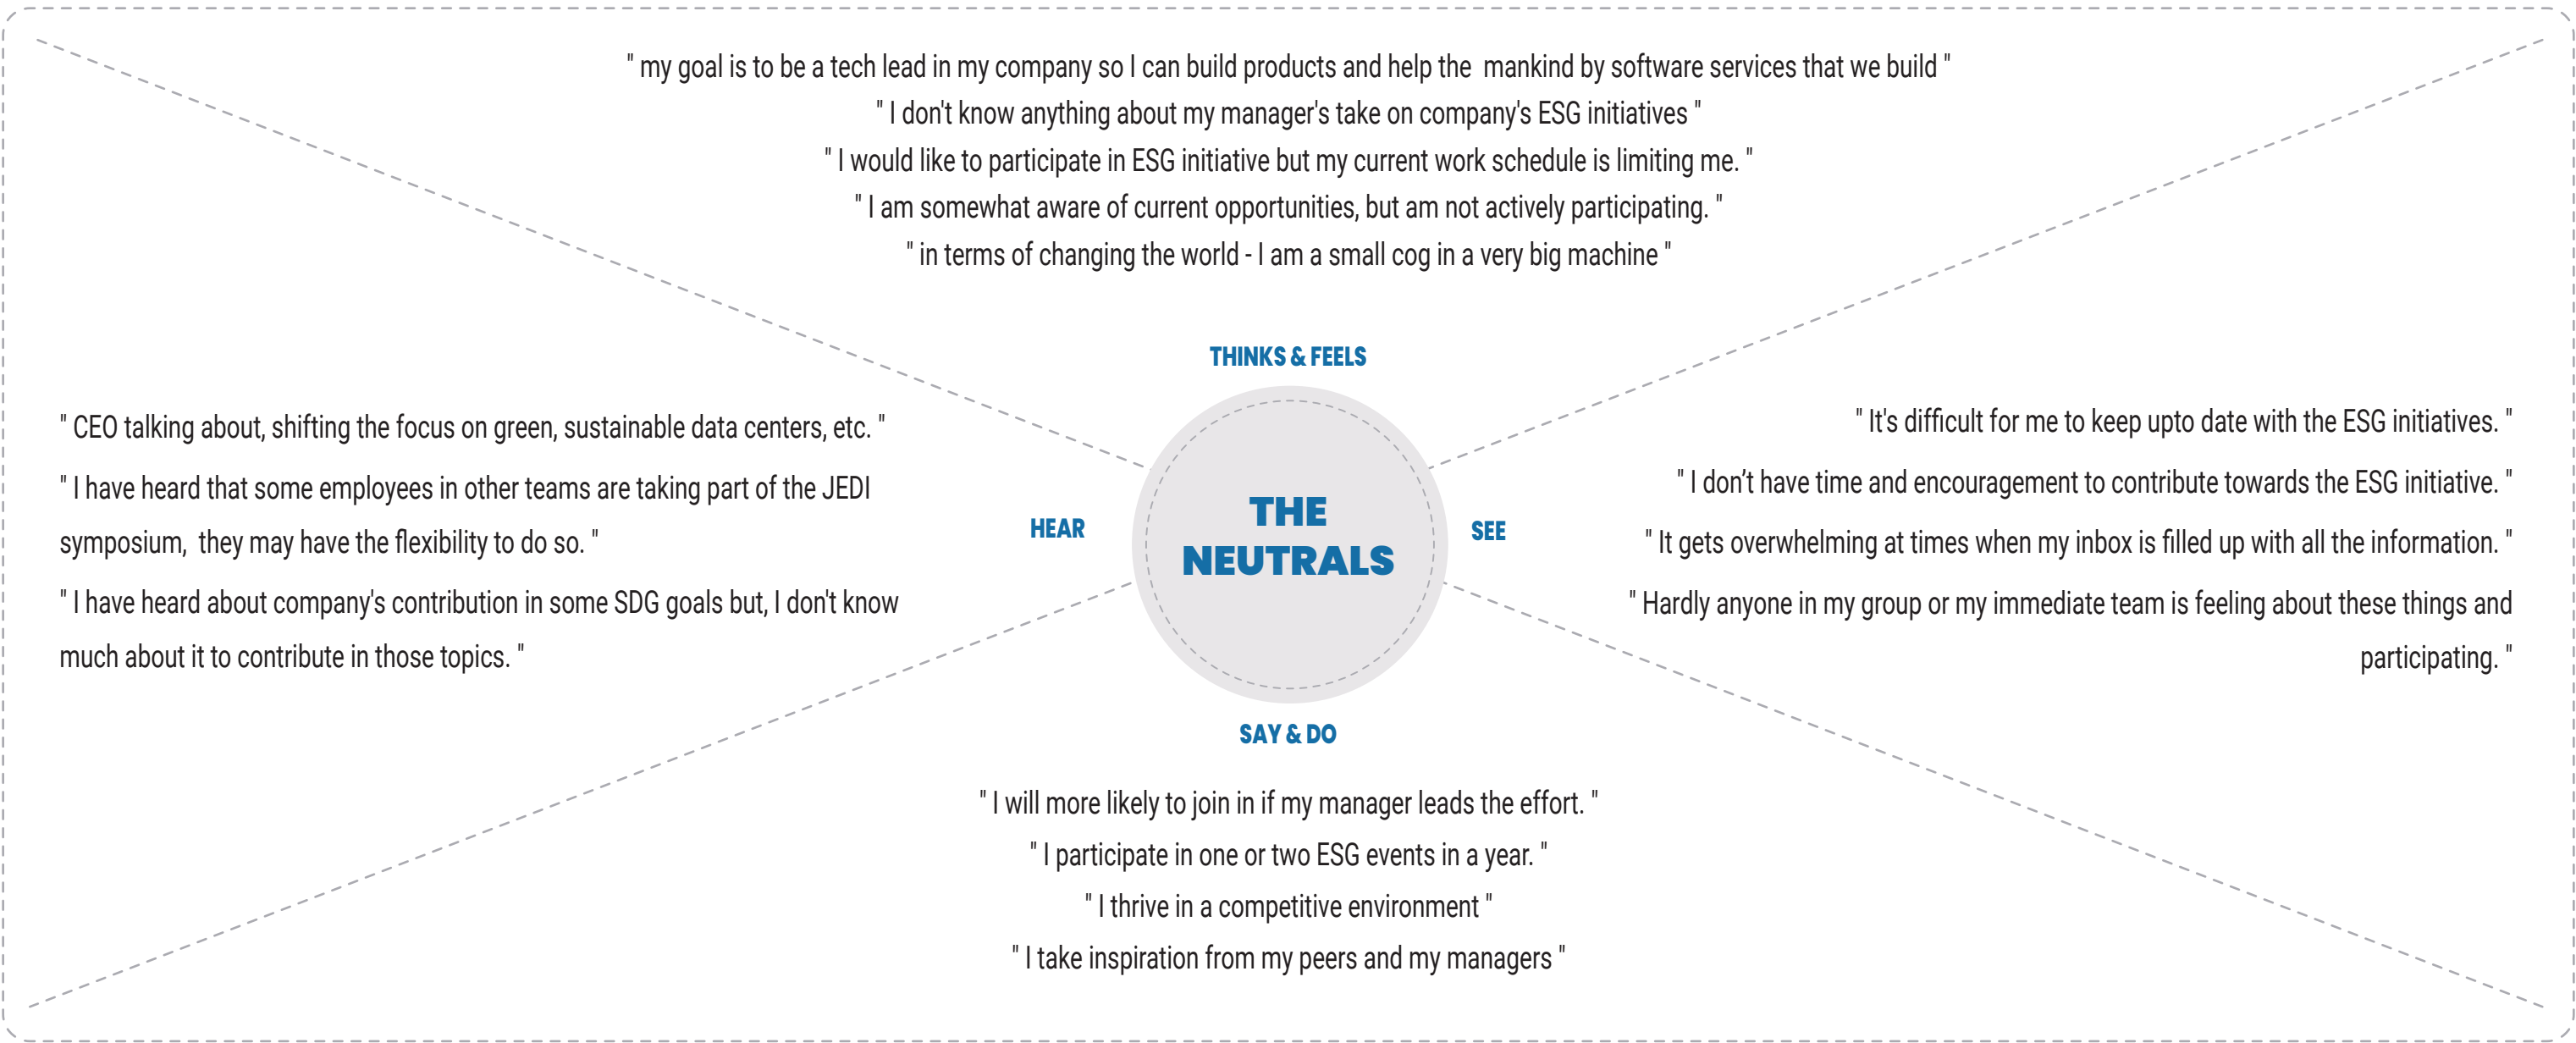 " my goal is to be a tech lead in my company so I can build products and help the  mankind by software services that we build "
" I don't know anything about my manager's take on company's ESG initiatives "
" I would like to participate in ESG initiative but my current work schedule is limiting me. "
" I am somewhat aware of current opportunities, but am not actively participating. "
" in terms of changing the world - I am a small cog in a very big machine "
THINKS & FEELS
" CEO talking about, shifting the focus on green, sustainable data centers, etc. "
" I have heard that some employees in other teams are taking part of the JEDI
symposium,  they may have the flexibility to do so. "
" I have heard about company's contribution in some SDG goals but, I don't know
much about it to contribute in those topics. "
HEAR
THE
NEUTRALS
SEE
" It's difficult for me to keep upto date with the ESG initiatives. "
" I don’t have time and encouragement to contribute towards the ESG initiative. "
" It gets overwhelming at times when my inbox is filled up with all the information. "
" Hardly anyone in my group or my immediate team is feeling about these things and
participating. "
SAY & DO
" I will more likely to join in if my manager leads the effort. "
" I participate in one or two ESG events in a year. "
" I thrive in a competitive environment "
" I take inspiration from my peers and my managers "